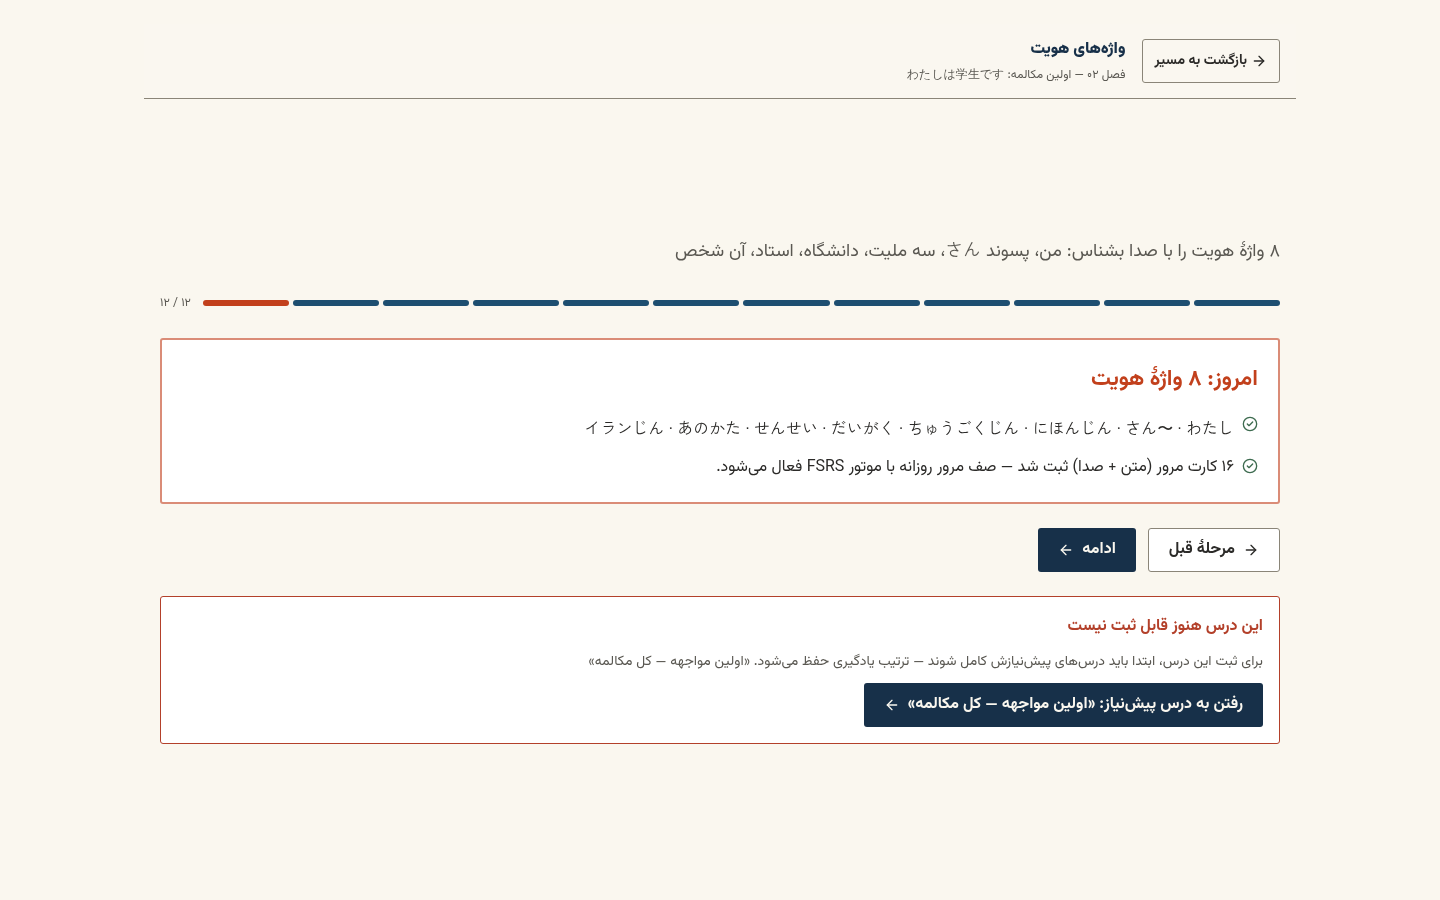 بازگشت به مسیر
واژه‌های هویت
فصل ۰۲ — اولین مکالمه: わたしは学生です
۸ واژهٔ هویت را با صدا بشناس: من، پسوند さん، سه ملیت، دانشگاه، استاد، آن شخص
۱۲ / ۱۲
امروز: ۸ واژهٔ هویت
わたし · 〜さん · にほんじん · ちゅうごくじん · だいがく · せんせい · あのかた · イランじん
۱۶ کارت مرور (متن + صدا) ثبت شد — صف مرور روزانه با موتور FSRS فعال می‌شود.
مرحلهٔ قبل
ادامه
این درس هنوز قابل ثبت نیست
برای ثبت این درس، ابتدا باید درس‌های پیش‌نیازش کامل شوند — ترتیب یادگیری حفظ می‌شود. «اولین مواجهه — کل مکالمه»
رفتن به درس پیش‌نیاز: «اولین مواجهه — کل مکالمه»